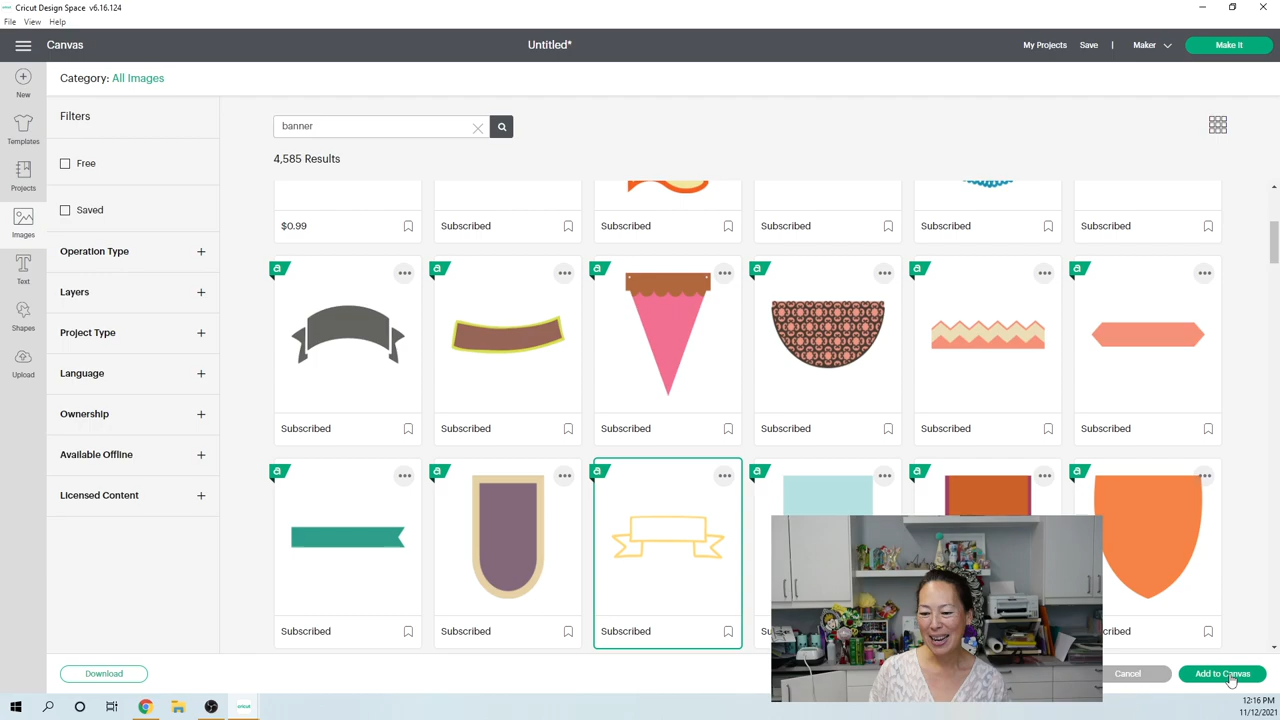 Cricut Design Space v6.16.124
File View Help
Canvas
Untitled*
My Projects Save | Maker Make It
New
Templates
Projects
Images
Text
Shapes
Upload
Category: All Images
Filters
Free
Saved
Operation Type +
Layers +
Project Type +
Language +
Ownership +
Available Offline +
Licensed Content +
banner
4,585 Results
$0.99 Subscribed Subscribed Subscribed Subscribed Subscribed
a a a a a a
Subscribed Subscribed Subscribed Subscribed Subscribed Subscribed
a a a a a a
Subscribed Subscribed Subscribed
Download
Cancel Add to Canvas
cricut
12:16 PM
11/12/2021